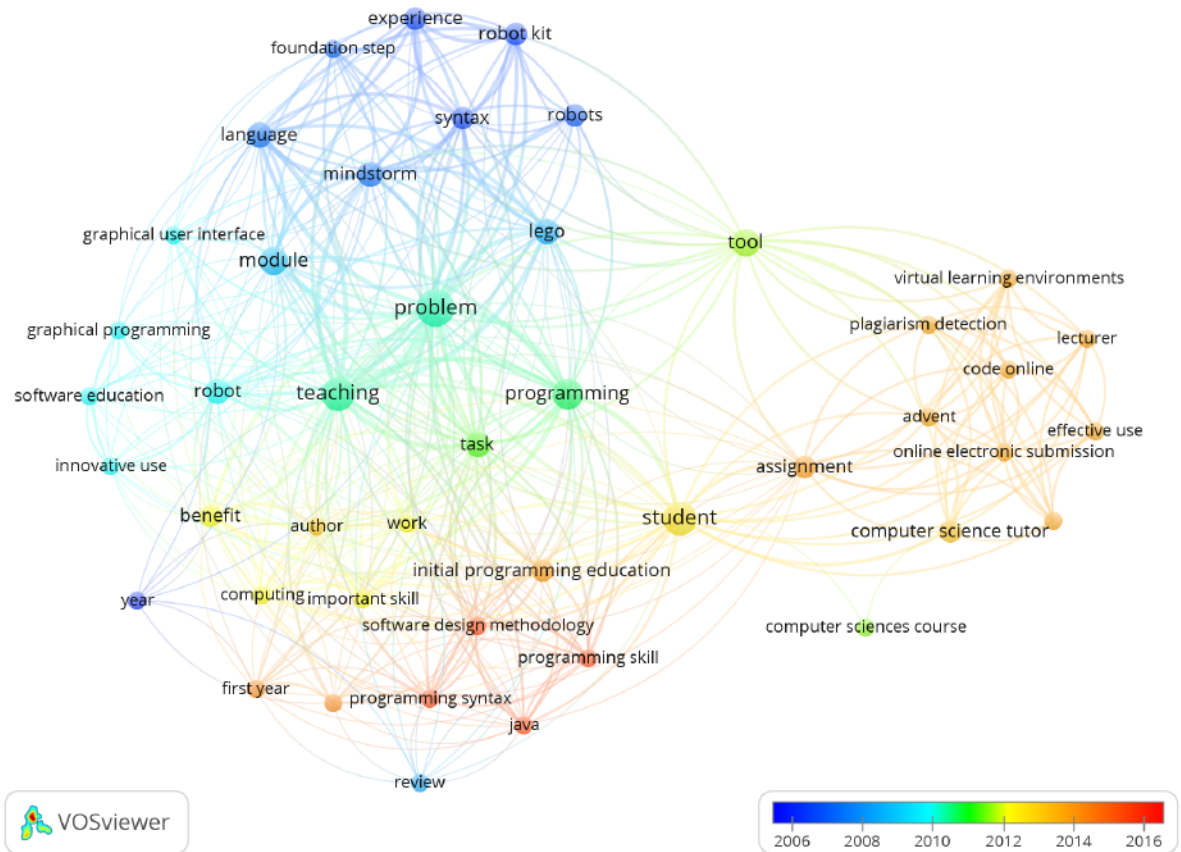 experience
robot kit
foundation step
syntax
robots
language
mindstorm
graphical user interface
lego
tool
module
virtual learning environments
problem
plagiarism detection
graphical programming
lecturer
code online
software education
robot
teaching
programming
advent
effective use
task
online electronic submission
innovative use
assignment
benefit
author
work
student
computer science tutor
initial programming education
year
computing
important skill
software design methodology
computer sciences course
programming skill
first year
programming syntax
java
review
VOSviewer
2006
2008
2010
2012
2014
2016